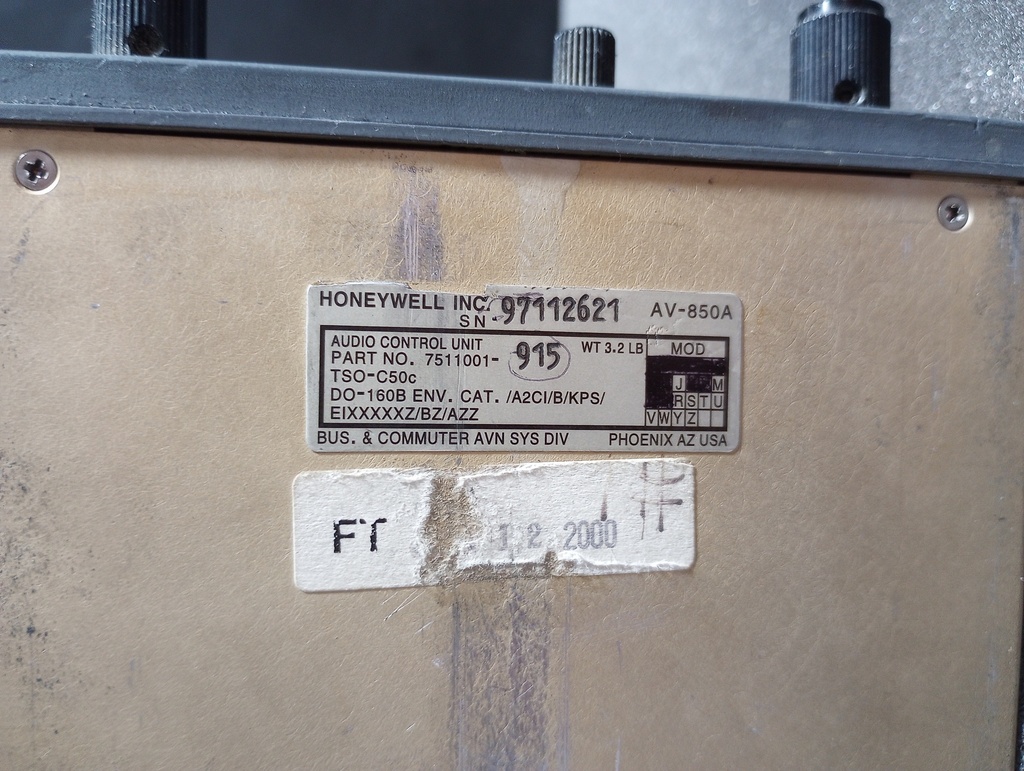 HONEYWELL INC.
SN 97112621 AV-850A
AUDIO CONTROL UNIT WT 3.2 LB MOD
PART NO. 7511001-915
TSO-C50c
DO-160B ENV. CAT. /A2CI/B/KPS/
EIXXXXXZ/BZ/AZZ
J M
R S T U
V W Y Z
BUS. & COMMUTER AVN SYS DIV PHOENIX AZ USA
FT 12 2000